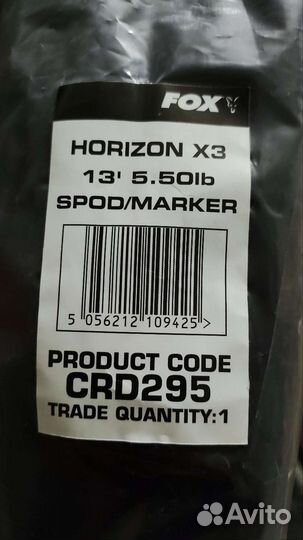 FOX
HORIZON X3
13' 5.50lb
SPOD/MARKER
5 056212 109425 >
PRODUCT CODE
CRD295
TRADE QUANTITY:1
Avito